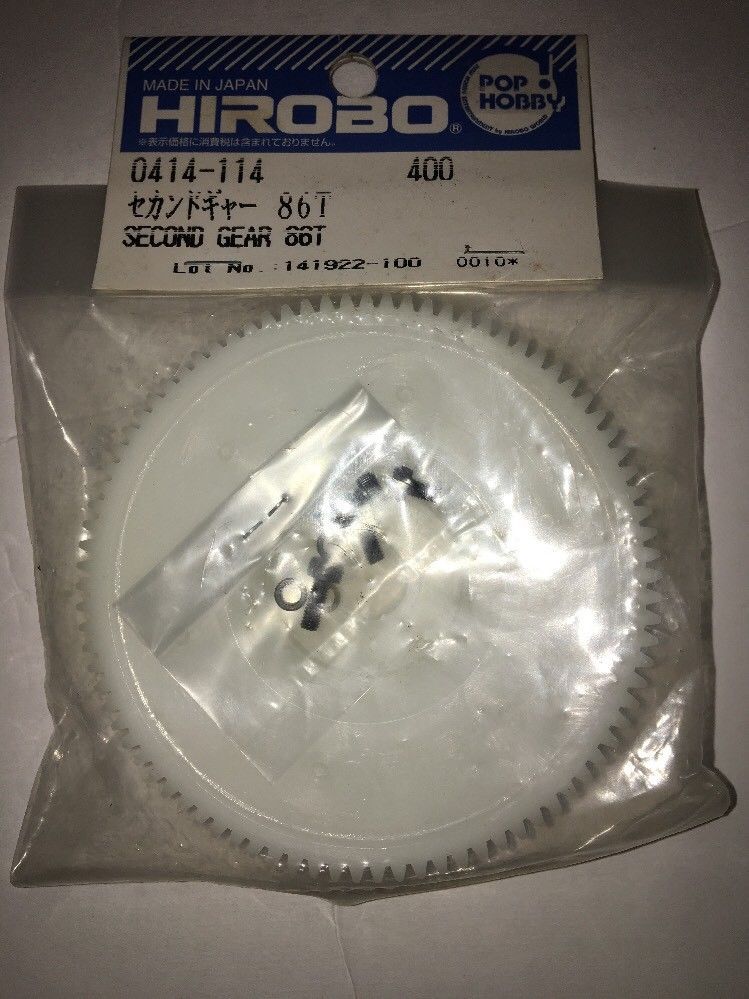 MADE IN JAPAN
HIROBO®
※表示価格に消費税は含まれておりません。
POP HOBBY!
0414-114 400
セカンドギャー 86T
SECOND GEAR 86T
Lot No. :141922-100 0010*